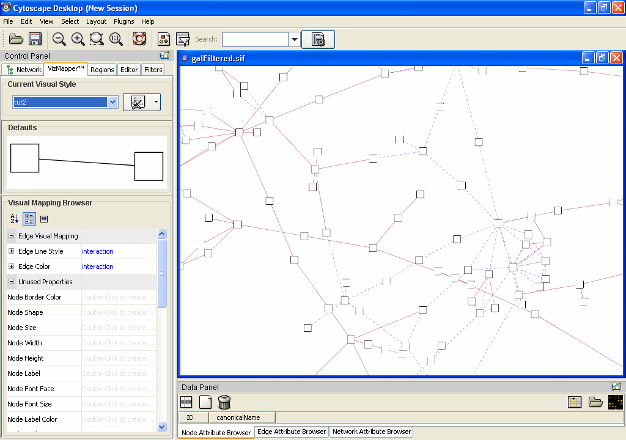 Cytoscape Desktop (New Session)
File Edit View Select Layout Plugins Help
Search:
Control Panel
Network VizMapper™ Regions Editor Filters
Current Visual Style
Defaults
Visual Mapping Browser
Edge Visual Mapping
Edge Line Style interaction
Edge Color interaction
Unused Properties
Node Border Color Double-Click to create...
Node Shape Double-Click to create...
Node Size Double-Click to create...
Node Width Double-Click to create...
Node Height Double-Click to create...
Node Label Double-Click to create...
Node Font Face Double-Click to create...
Node Font Size Double-Click to create...
Node Label Color Double-Click to create...
galFiltered.sif
Data Panel
ID canonicalName
Node Attribute Browser Edge Attribute Browser Network Attribute Browser